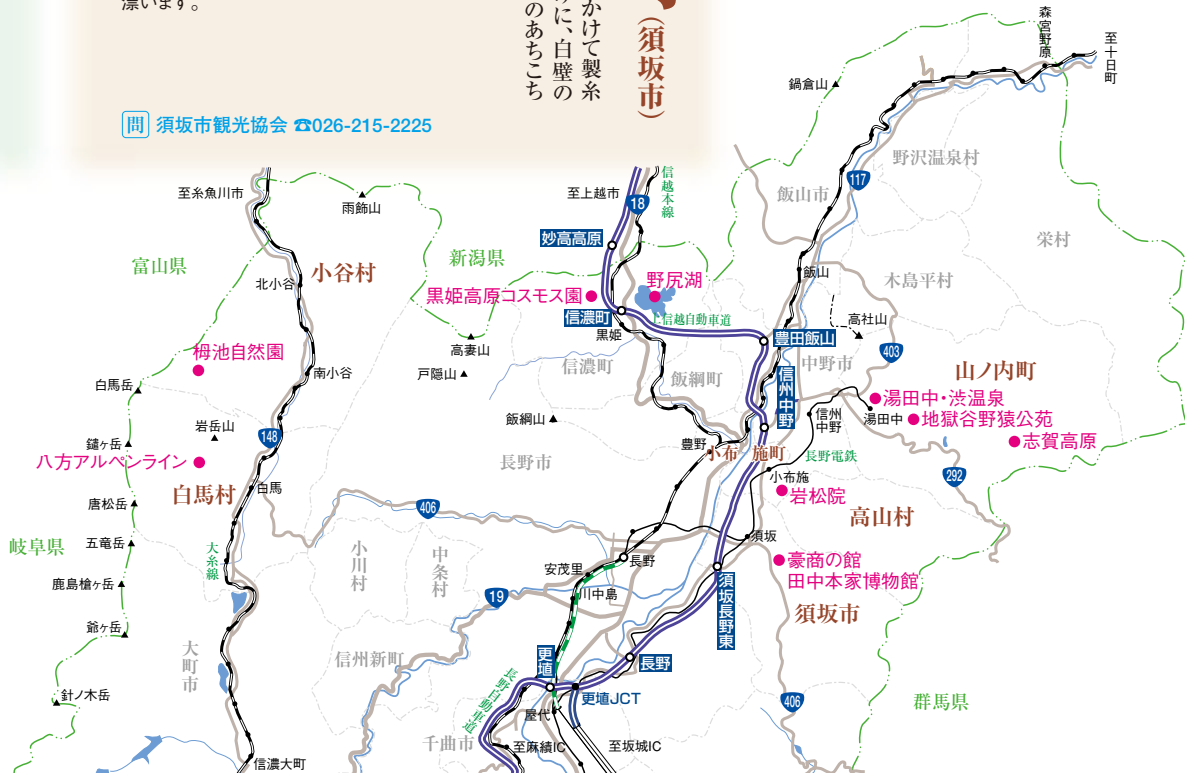 漂います。
(須坂市)
かけて製糸
に、白壁の
のあちこち
問 須坂市観光協会 ☎026-215-2225
森宮野原
至十日町
鍋倉山
野沢温泉村
117
飯山市
栄村
至糸魚川市
雨飾山
至上越市
18
信越本線
妙高高原
新潟県
富山県
小谷村
北小谷
野尻湖
黒姫高原コスモス園
信濃町
黒姫
上信越自動車道
飯山
木島平村
高社山
豊田飯山
中野市
403
高妻山
戸隠山
信濃町
飯綱町
栂池自然園
白馬岳
南小谷
山ノ内町
湯田中・渋温泉
湯田中
地獄谷野猿公苑
志賀高原
信州中野
信州
中野
飯綱山
岩岳山
鑓ヶ岳
148
八方アルペンライン
豊野
小布施町
長野電鉄
長野市
292
小布施
岩松院
白馬村
白馬
唐松岳
406
高山村
岐阜県
五竜岳
大糸線
小川村
中条村
須坂
長野
安茂里
豪商の館
田中本家博物館
鹿島槍ヶ岳
川中島
19
須坂長野東
須坂市
爺ヶ岳
大町市
信州新町
更埴
長野
針ノ木岳
長野自動車道
更埴JCT
406
群馬県
屋代
千曲市
至麻績IC
至坂城IC
信濃大町